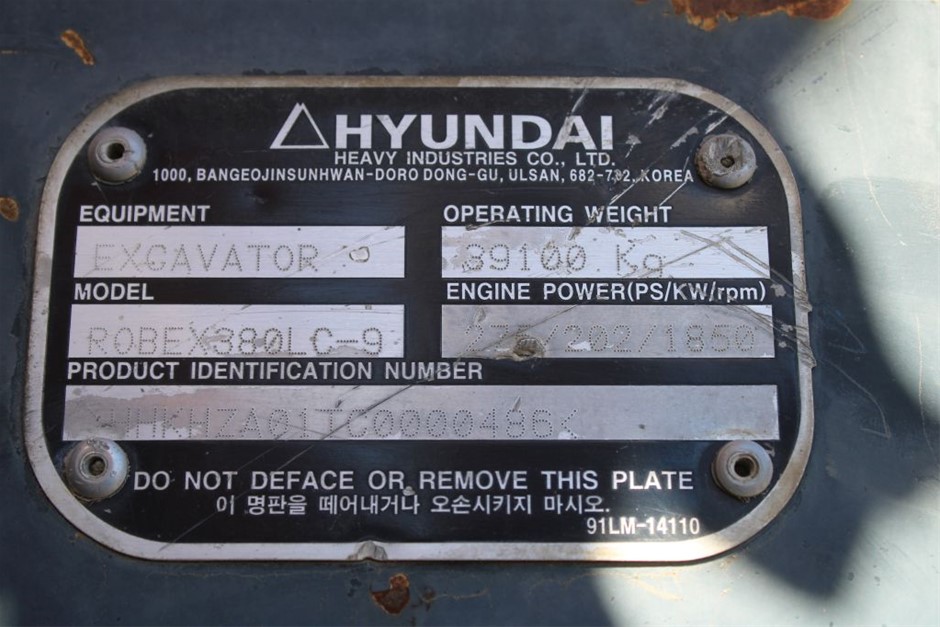 HYUNDAI
HEAVY INDUSTRIES CO., LTD.
1000, BANGEOJINSUNHWAN-DORO DONG-GU, ULSAN, 682-792, KOREA
EQUIPMENT OPERATING WEIGHT
EXCAVATOR 39100 Kg
MODEL ENGINE POWER(PS/KW/rpm)
ROBEX380LC-9
PRODUCT IDENTIFICATION NUMBER
DO NOT DEFACE OR REMOVE THIS PLATE
이 명판을 떼어내거나 오손시키지 마시오.
91LM-14110